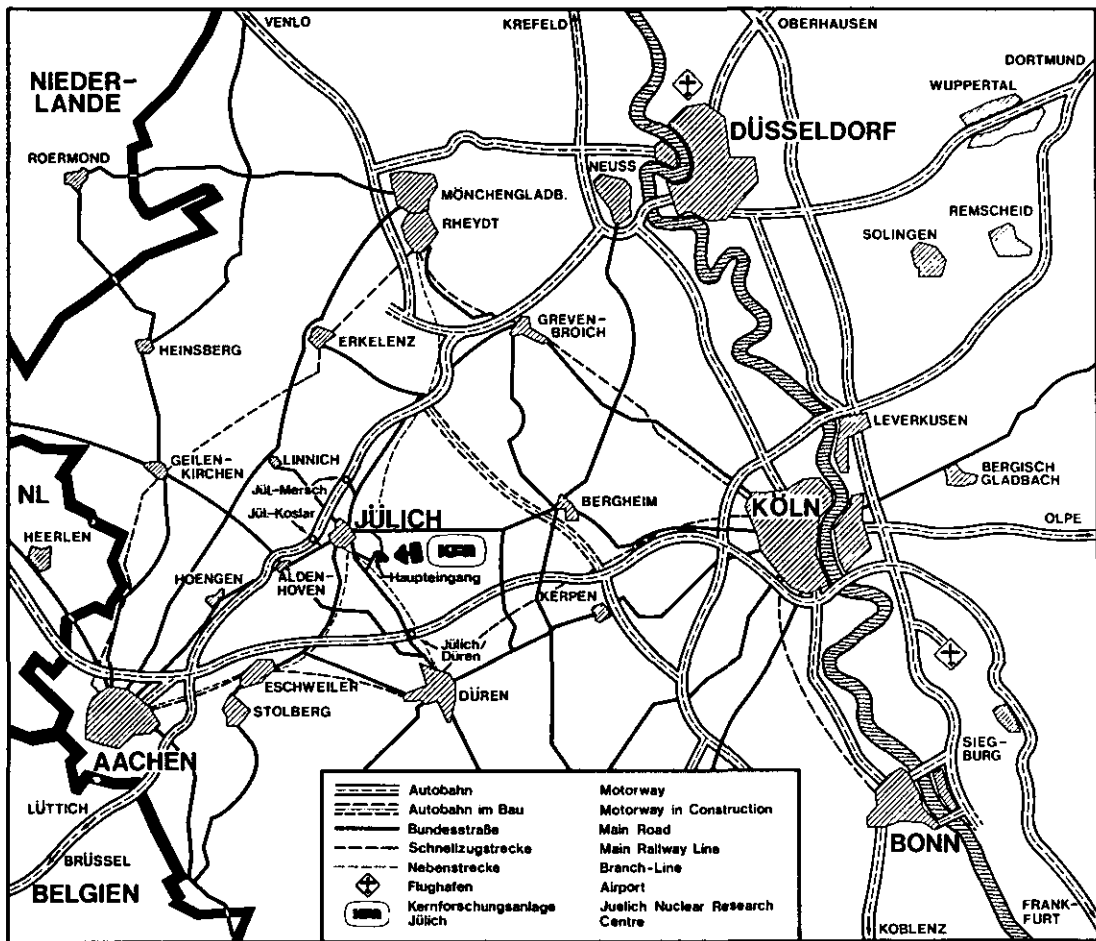 VENLO
KREFELD
OBERHAUSEN
DORTMUND
WUPPERTAL
NIEDER-
LANDE
DÜSSELDORF
ROERMOND
NEUSS
MÖNCHENGLADB.
RHEYDT
REMSCHEID
SOLINGEN
GREVEN-
BROICH
ERKELENZ
HEINSBERG
LEVERKUSEN
GEILEN-
KIRCHEN
LINNICH
BERGISCH
GLADBACH
NL
Jül.-Mersch
BERGHEIM
KÖLN
Jül.-Koslar
JÜLICH
OLPE
HEERLEN
KFA
Haupteingang
HOENGEN
ALDEN-
HOVEN
KERPEN
Jülich/
Düren
ESCHWEILER
DÜREN
STOLBERG
SIEG-
BURG
AACHEN
LÜTTICH
BONN
BRÜSSEL
BELGIEN
FRANK-
FURT
KOBLENZ
Autobahn Motorway
Autobahn im Bau Motorway in Construction
Bundesstraße Main Road
Schnellzugstrecke Main Railway Line
Nebenstrecke Branch-Line
Flughafen Airport
KFA Kernforschungsanlage Juelich Nuclear Research
Jülich Centre